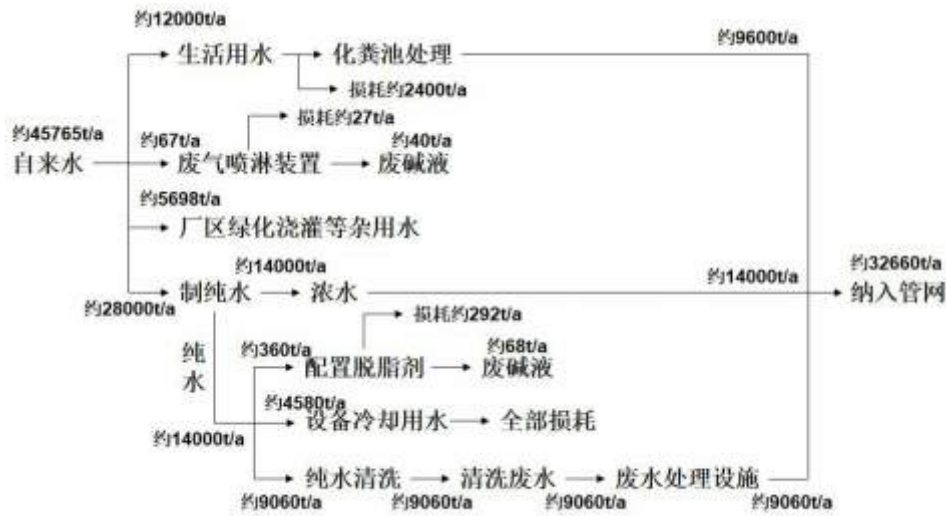 约12000t/a
约9600t/a
生活用水
化粪池处理
损耗约2400t/a
损耗约27t/a
约45765t/a
约67t/a
约40t/a
自来水
废气喷淋装置
废碱液
约5698t/a
厂区绿化浇灌等杂用水
约14000t/a
约14000t/a
约32660t/a
制纯水
浓水
纳入管网
约28000t/a
损耗约292t/a
纯水
约360t/a
约68t/a
配置脱脂剂
废碱液
约4580t/a
设备冷却用水
全部损耗
约14000t/a
纯水清洗
清洗废水
废水处理设施
约9060t/a
约9060t/a
约9060t/a
约9060t/a